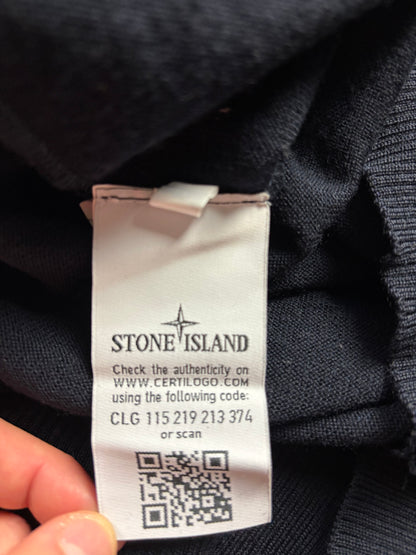 STONE ISLAND
Check the authenticity on
WWW.CERTILOGO.COM
using the following code:
CLG 115 219 213 374
or scan